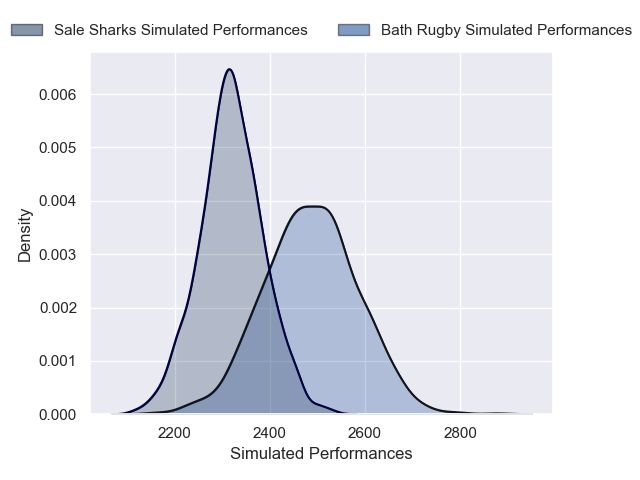 Sale Sharks Simulated Performances
Bath Rugby Simulated Performances
0.006
0.005
0.004
0.003
0.002
0.001
0.000
Density
2200
2400
2600
2800
Simulated Performances